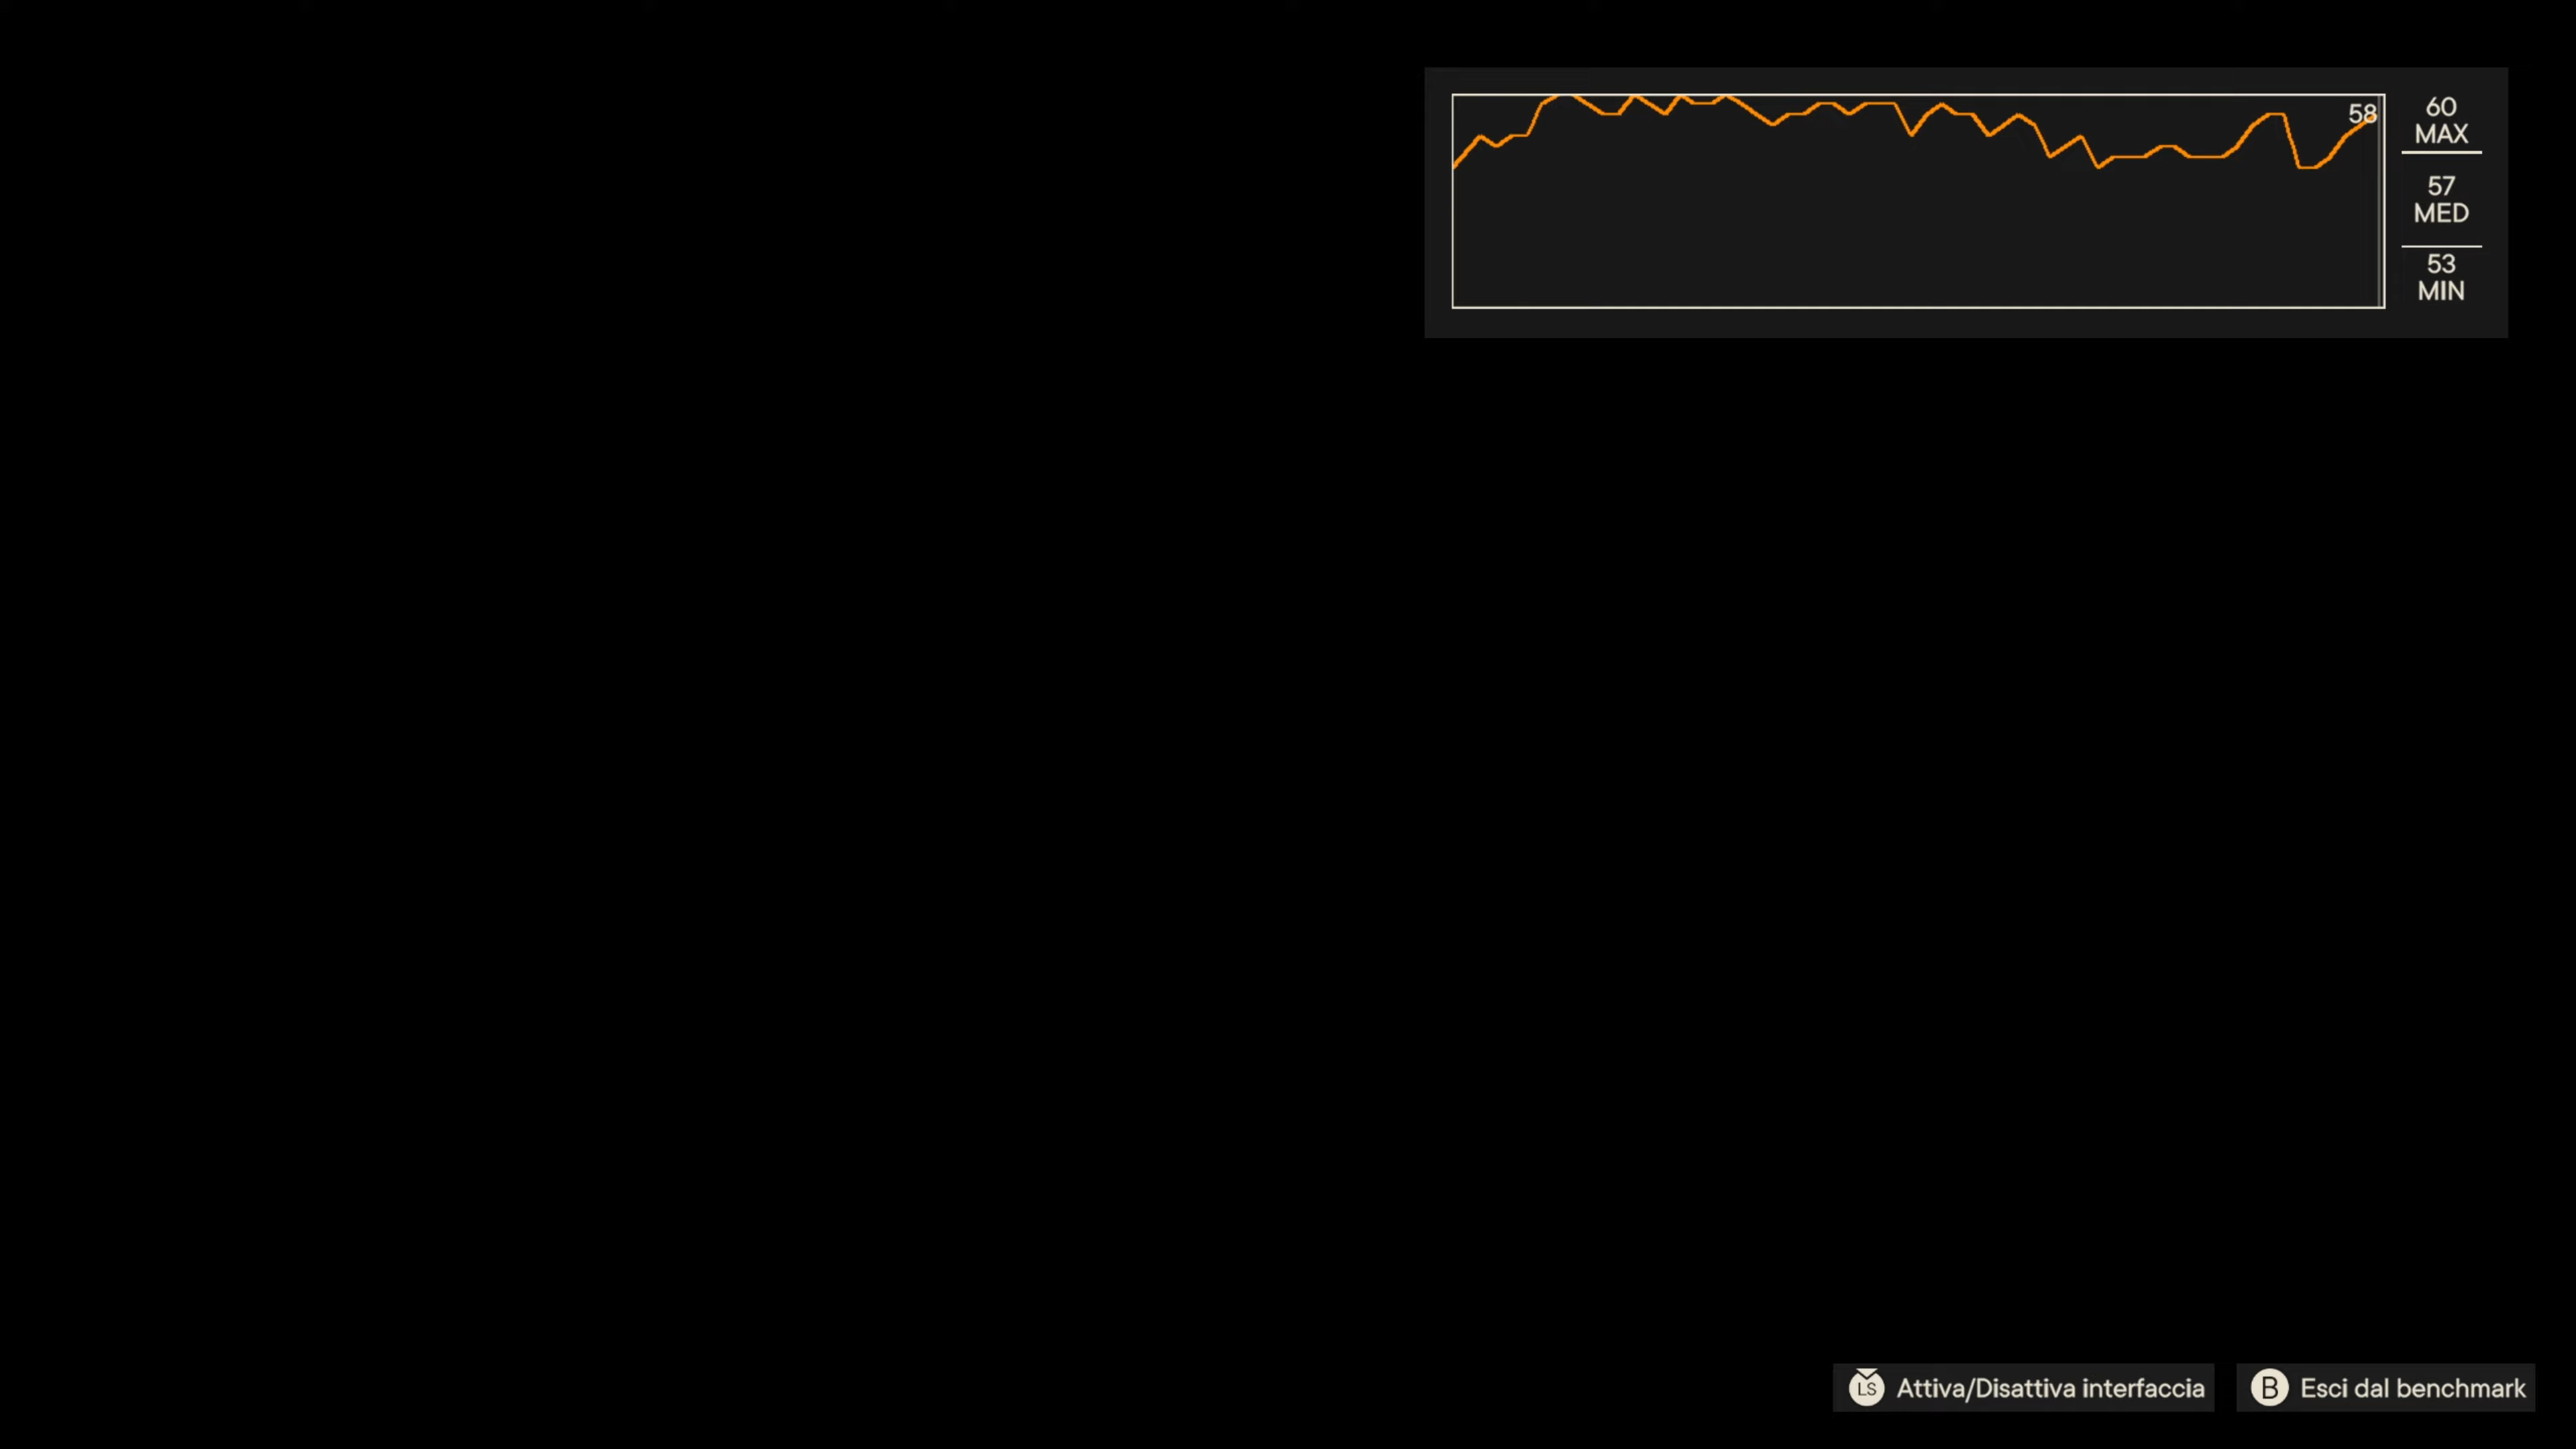 58
60
MAX
57
MED
53
MIN
LS Attiva/Disattiva interfaccia
B Esci dal benchmark